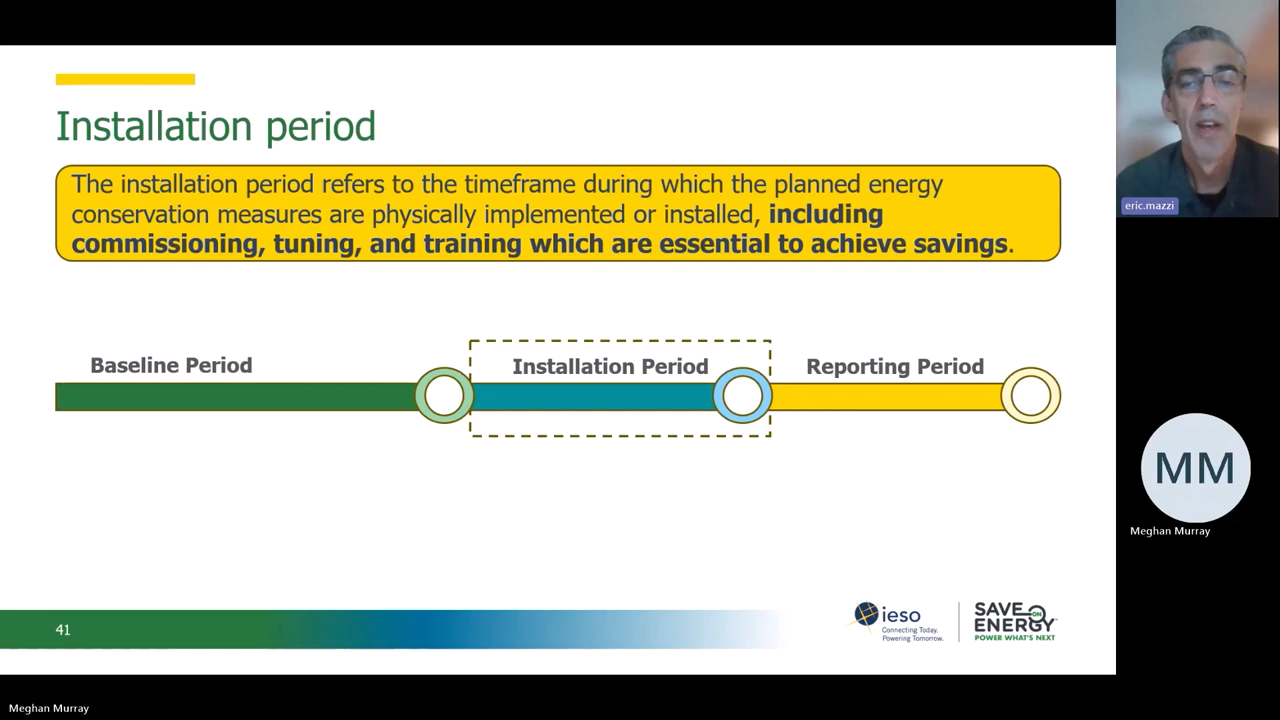 Installation period
The installation period refers to the timeframe during which the planned energy
conservation measures are physically implemented or installed, including
commissioning, tuning, and training which are essential to achieve savings.
Baseline Period
Installation Period
Reporting Period
41
ieso
Connecting Today.
Powering Tomorrow.
SAVE ON
ENERGY
POWER WHAT'S NEXT
eric.mazzi
MM
Meghan Murray
Meghan Murray